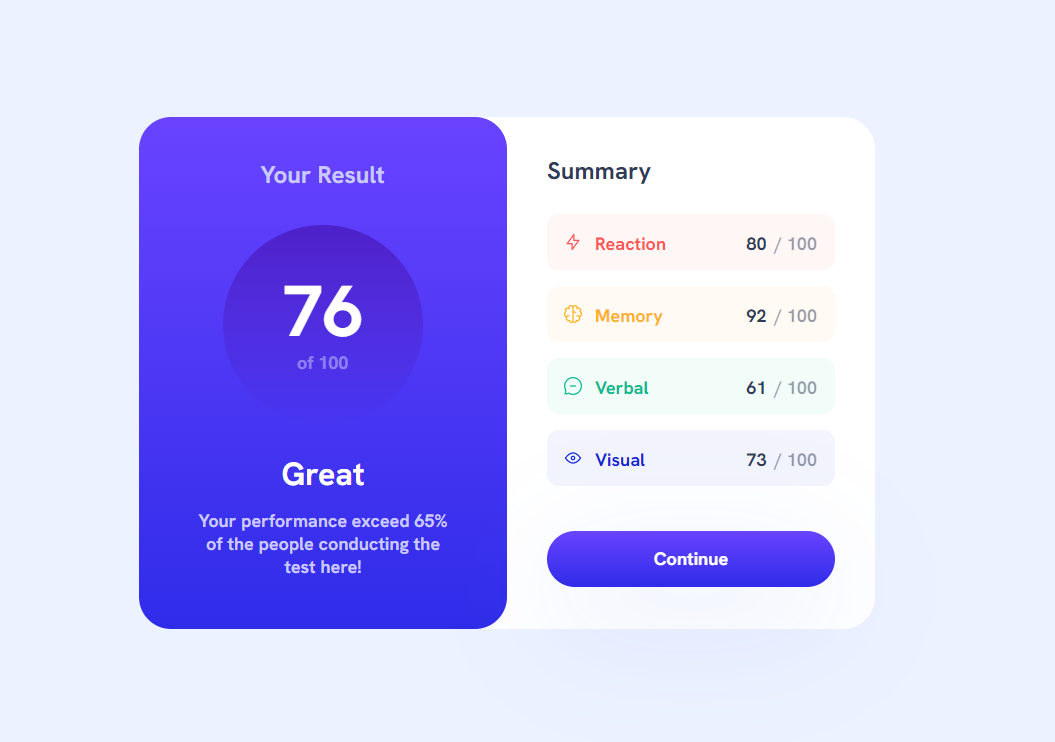 Your Result
76
of 100
Great
Your performance exceed 65%
of the people conducting the
test here!
Summary
Reaction 80 / 100
Memory 92 / 100
Verbal 61 / 100
Visual 73 / 100
Continue